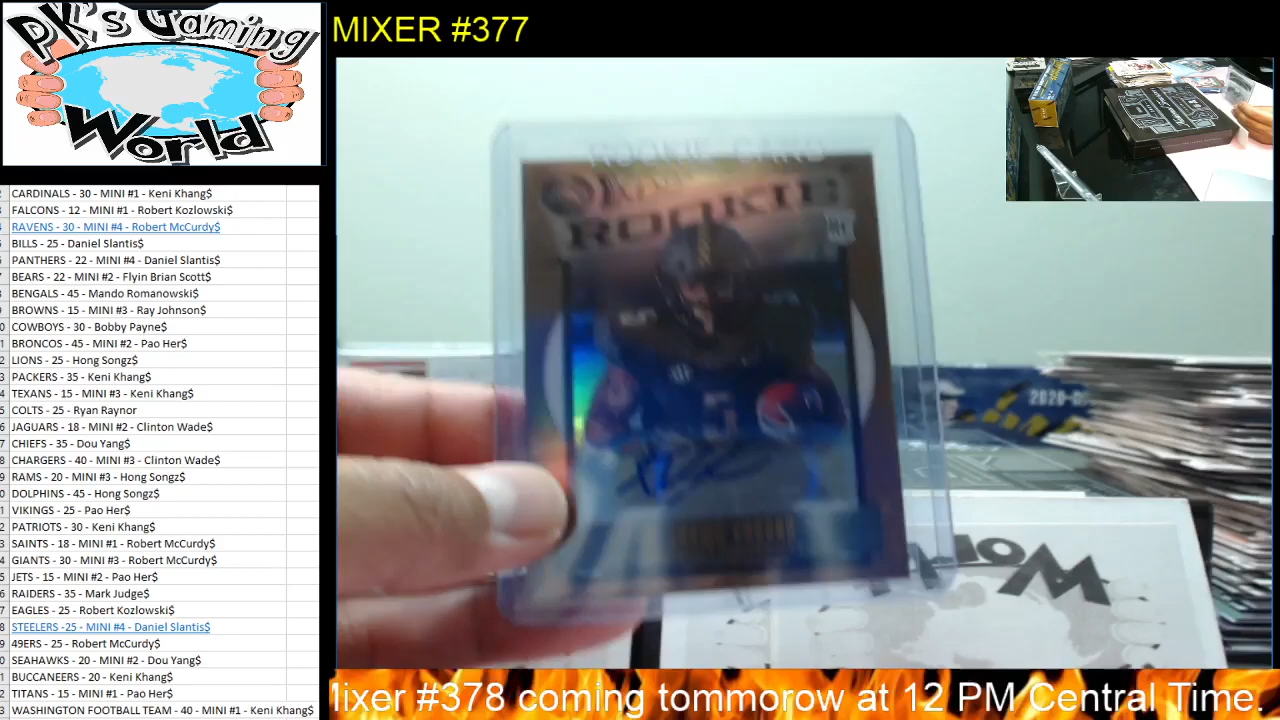 PK's Gaming
World
MIXER #377
CARDINALS - 30 - MINI #1 - Keni Khang$
FALCONS - 12 - MINI #1 - Robert Kozlowski$
RAVENS - 30 - MINI #4 - Robert McCurdy$
BILLS - 25 - Daniel Slantis$
PANTHERS - 22 - MINI #4 - Daniel Slantis$
BEARS - 22 - MINI #2 - Flyin Brian Scott$
BENGALS - 45 - Mando Romanowski$
BROWNS - 15 - MINI #3 - Ray Johnson$
COWBOYS - 30 - Bobby Payne$
BRONCOS - 45 - MINI #2 - Pao Her$
LIONS - 25 - Hong Songz$
PACKERS - 35 - Keni Khang$
TEXANS - 15 - MINI #3 - Keni Khang$
COLTS - 25 - Ryan Raynor
JAGUARS - 18 - MINI #2 - Clinton Wade$
CHIEFS - 35 - Dou Yang$
CHARGERS - 40 - MINI #3 - Clinton Wade$
RAMS - 20 - MINI #3 - Hong Songz$
DOLPHINS - 45 - Hong Songz$
VIKINGS - 25 - Pao Her$
PATRIOTS - 30 - Keni Khang$
SAINTS - 18 - MINI #1 - Robert McCurdy$
GIANTS - 30 - MINI #3 - Robert McCurdy$
JETS - 15 - MINI #2 - Pao Her$
RAIDERS - 35 - Mark Judge$
EAGLES - 25 - Robert Kozlowski$
STEELERS -25 - MINI #4 - Daniel Slantis$
49ERS - 25 - Robert McCurdy$
SEAHAWKS - 20 - MINI #2 - Dou Yang$
BUCCANEERS - 20 - Keni Khang$
TITANS - 15 - MINI #1 - Pao Her$
WASHINGTON FOOTBALL TEAM - 40 - MINI #1 - Keni Khang$
ROOKIE CARD
ROOKIE
2020-
Wor
Mixer #378 coming tommorow at 12 PM Central Time.